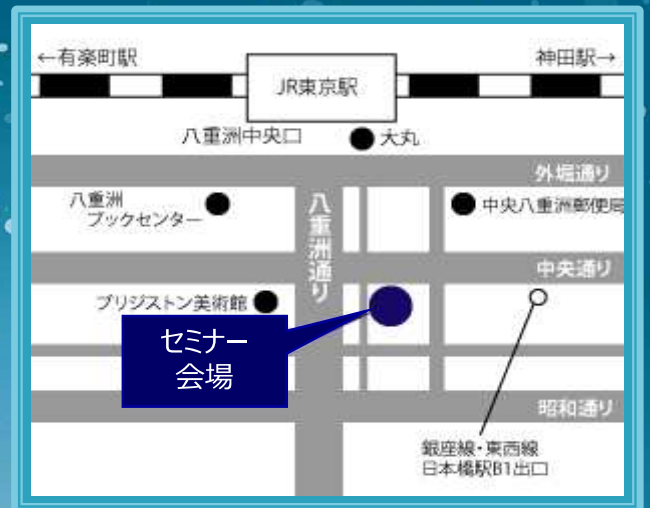 ←有楽町駅
神田駅→
JR東京駅
八重洲中央口
大丸
外堀通り
八重洲
ブックセンター
八重洲通り
中央八重洲郵便局
中央通り
ブリジストン美術館
セミナー
会場
昭和通り
銀座線・東西線
日本橋駅B1出口